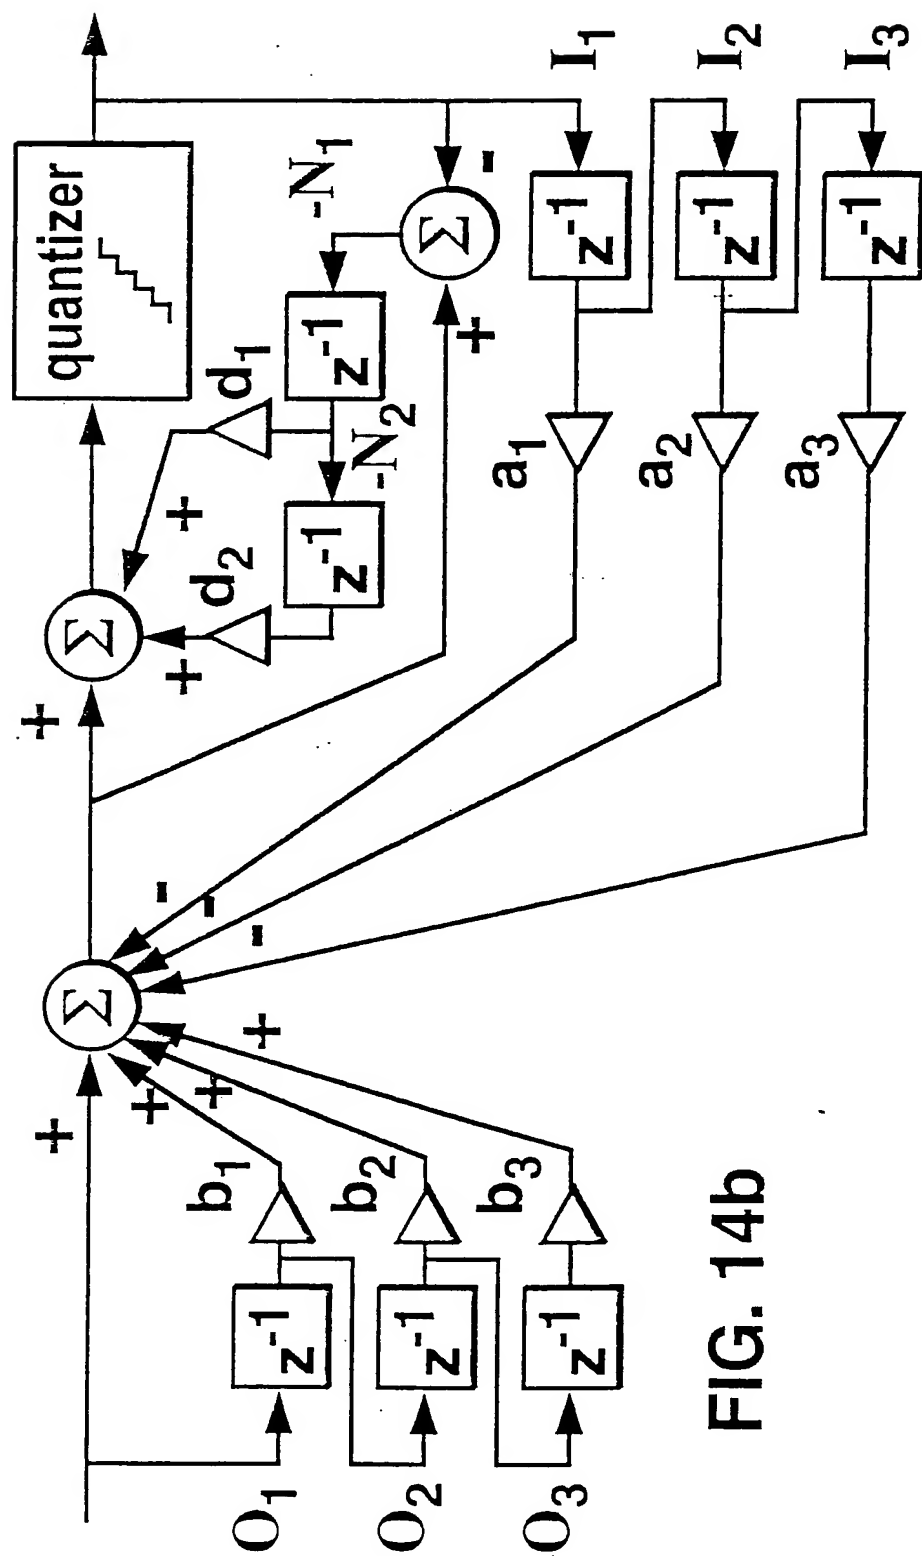 quantizer
Σ
Σ
Σ
+
+
+
+
+
-
-
-
+
+
+
+
-
d₁
d₂
-N₁
-N₂
z⁻¹
z⁻¹
b₁
b₂
b₃
O₁
O₂
O₃
z⁻¹
z⁻¹
z⁻¹
a₁
a₂
a₃
z⁻¹
z⁻¹
z⁻¹
I₁
I₂
I₃
FIG. 14b